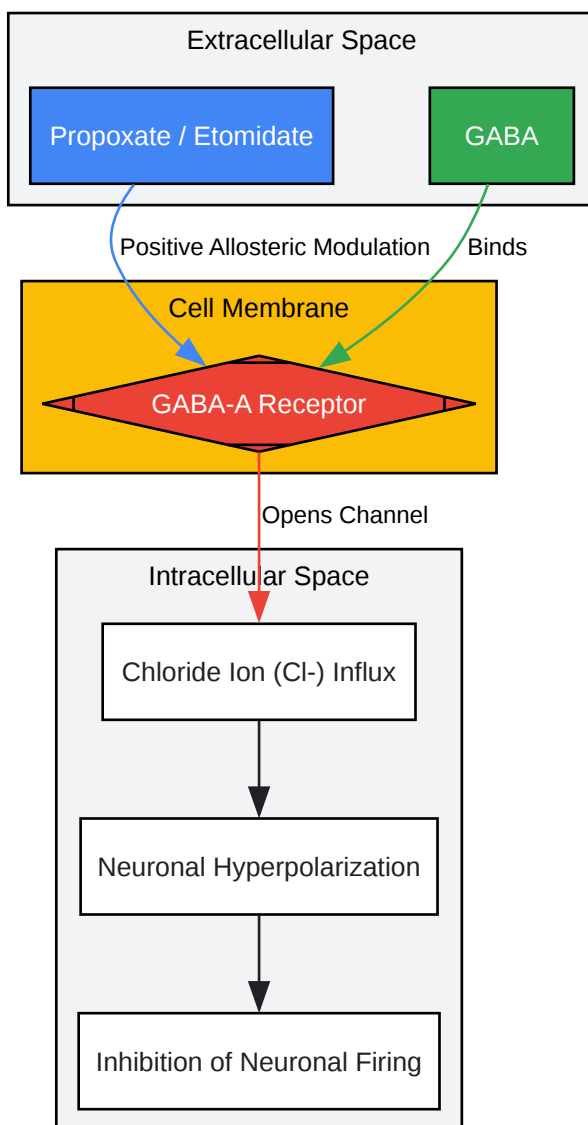 Extracellular Space
Propoxate / Etomidate
GABA
Positive Allosteric Modulation
Binds
Cell Membrane
GABA-A Receptor
Opens Channel
Intracellular Space
Chloride Ion (Cl-) Influx
Neuronal Hyperpolarization
Inhibition of Neuronal Firing